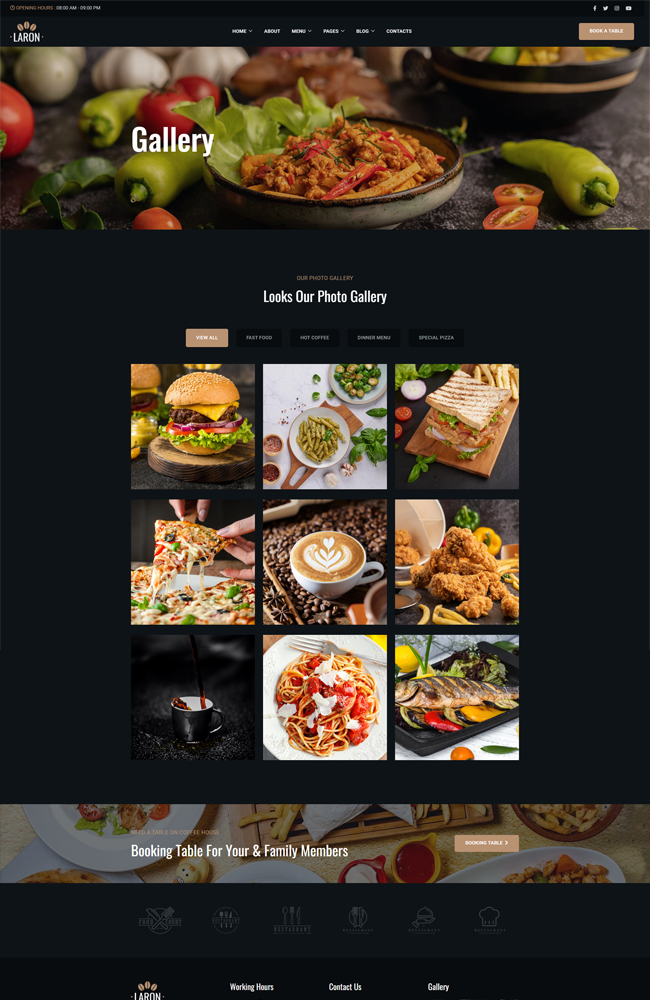 OPENING HOURS : 08:00 AM - 09:00 PM
LARON
HOME
ABOUT
MENU
PAGES
BLOG
CONTACTS
BOOK A TABLE
Gallery
OUR PHOTO GALLERY
Looks Our Photo Gallery
VIEW ALL
FAST FOOD
HOT COFFEE
DINNER MENU
SPECIAL PIZZA
NEED A TABLE ON COFFEE HOUSE
Booking Table For Your & Family Members
BOOKING TABLE
RESTAURANT
LARON
Working Hours
Contact Us
Gallery